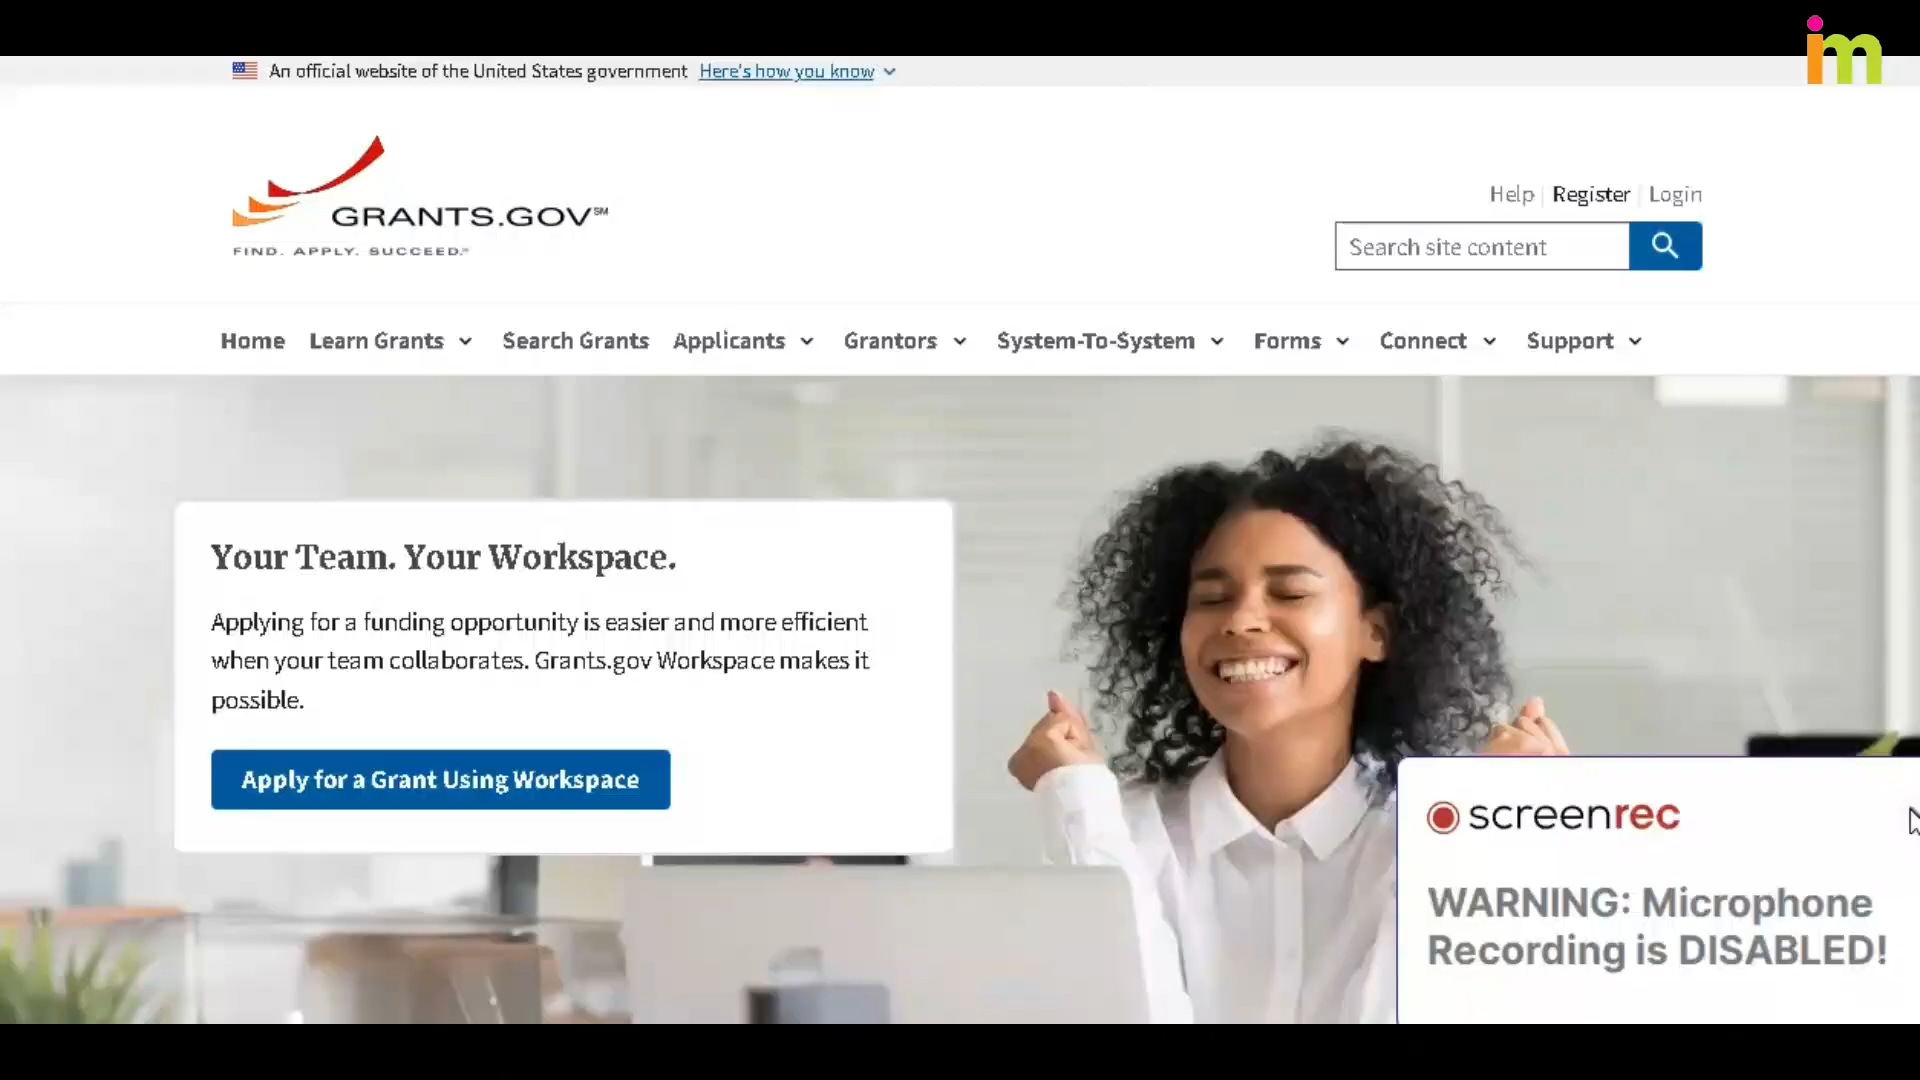 im
An official website of the United States government Here's how you know
GRANTS.GOV℠
FIND. APPLY. SUCCEED.℠
Help Register Login
Search site content
Home Learn Grants Search Grants Applicants Grantors System-To-System Forms Connect Support
Your Team. Your Workspace.
Applying for a funding opportunity is easier and more efficient
when your team collaborates. Grants.gov Workspace makes it
possible.
Apply for a Grant Using Workspace
screenrec
WARNING: Microphone
Recording is DISABLED!